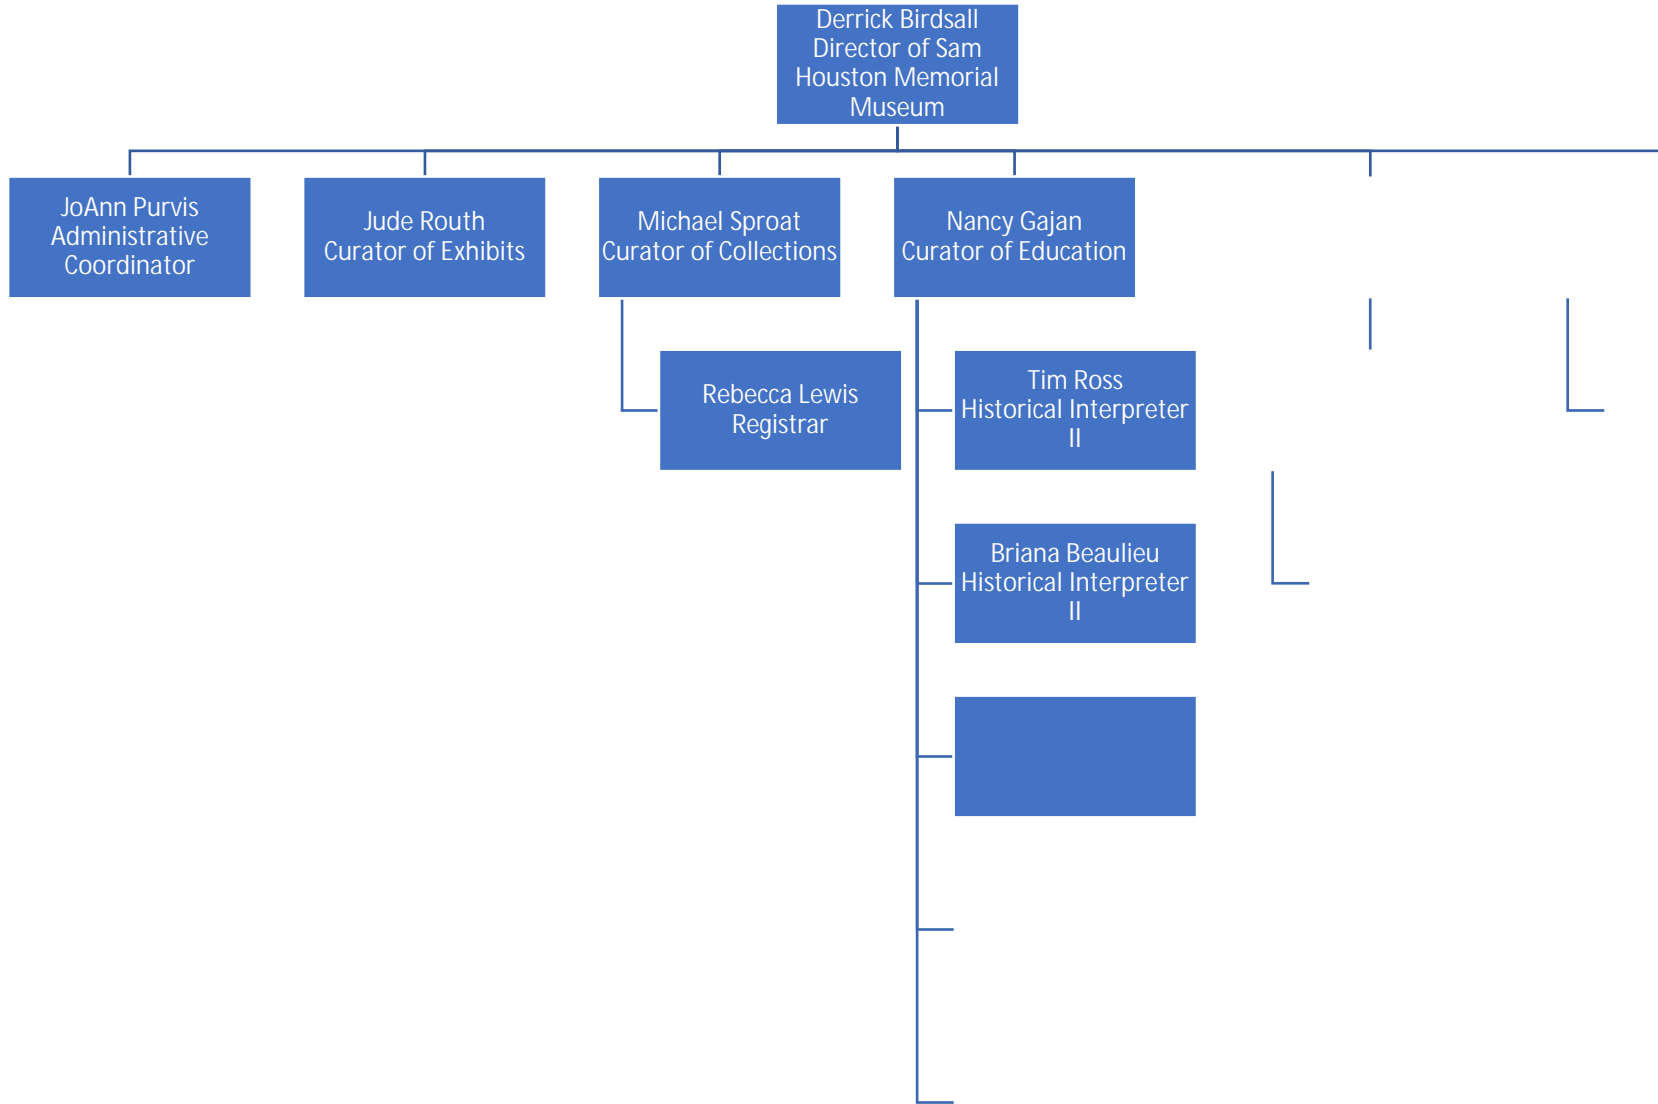 Derrick Birdsall
Director of Sam
Houston Memorial
Museum
JoAnn Purvis
Administrative
Coordinator
Jude Routh
Curator of Exhibits
Michael Sproat
Curator of Collections
Nancy Gajan
Curator of Education
Rebecca Lewis
Registrar
Tim Ross
Historical Interpreter
II
Briana Beaulieu
Historical Interpreter
II